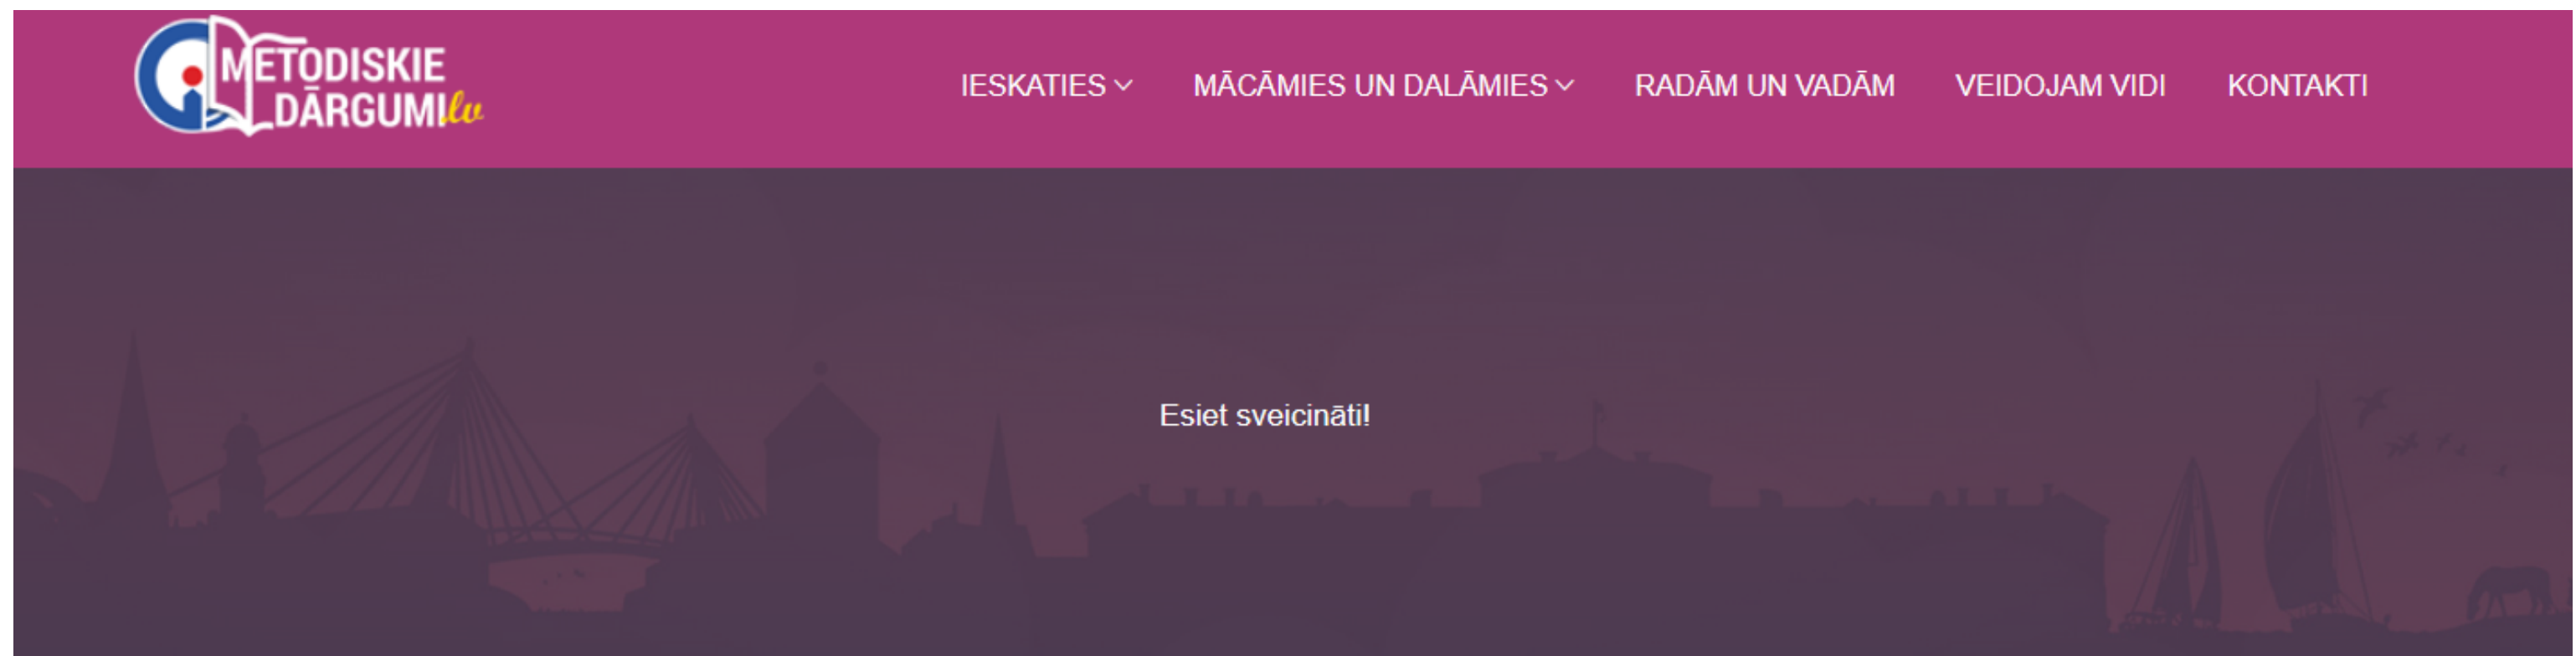 METODISKIE
DĀRGUMI.lv
IESKATIES
MĀCĀMIES UN DALĀMIES
RADĀM UN VADĀM
VEIDOJAM VIDI
KONTAKTI
Esiet sveicināti!